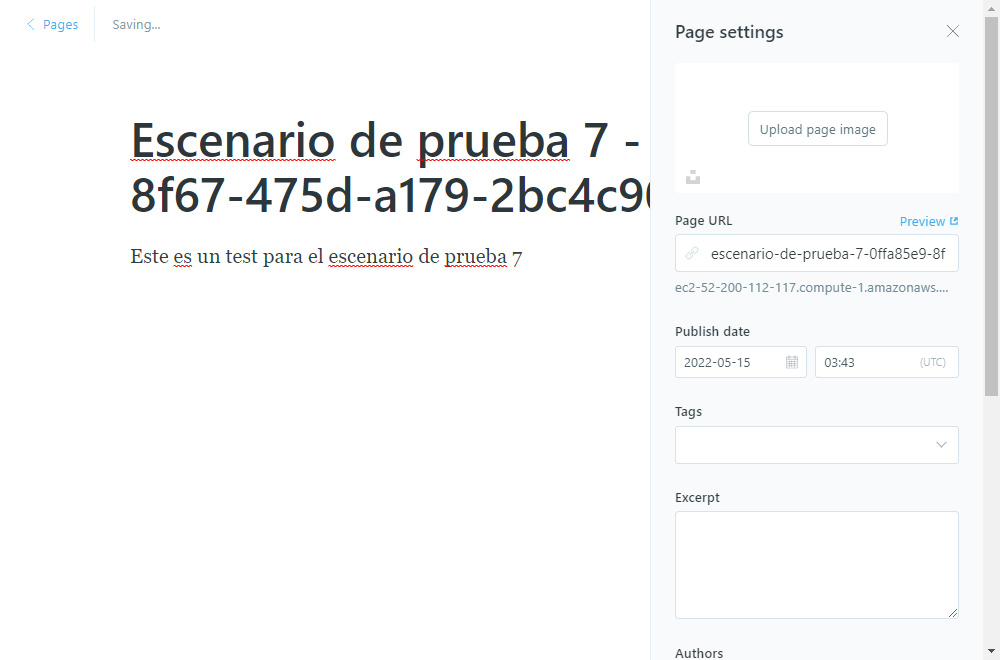 Pages
Saving...
Escenario de prueba 7 -
8f67-475d-a179-2bc4c90
Este es un test para el escenario de prueba 7
Page settings
Upload page image
Page URL
Preview
escenario-de-prueba-7-0ffa85e9-8f
ec2-52-200-112-117.compute-1.amazonaws....
Publish date
2022-05-15
03:43
(UTC)
Tags
Excerpt
Authors